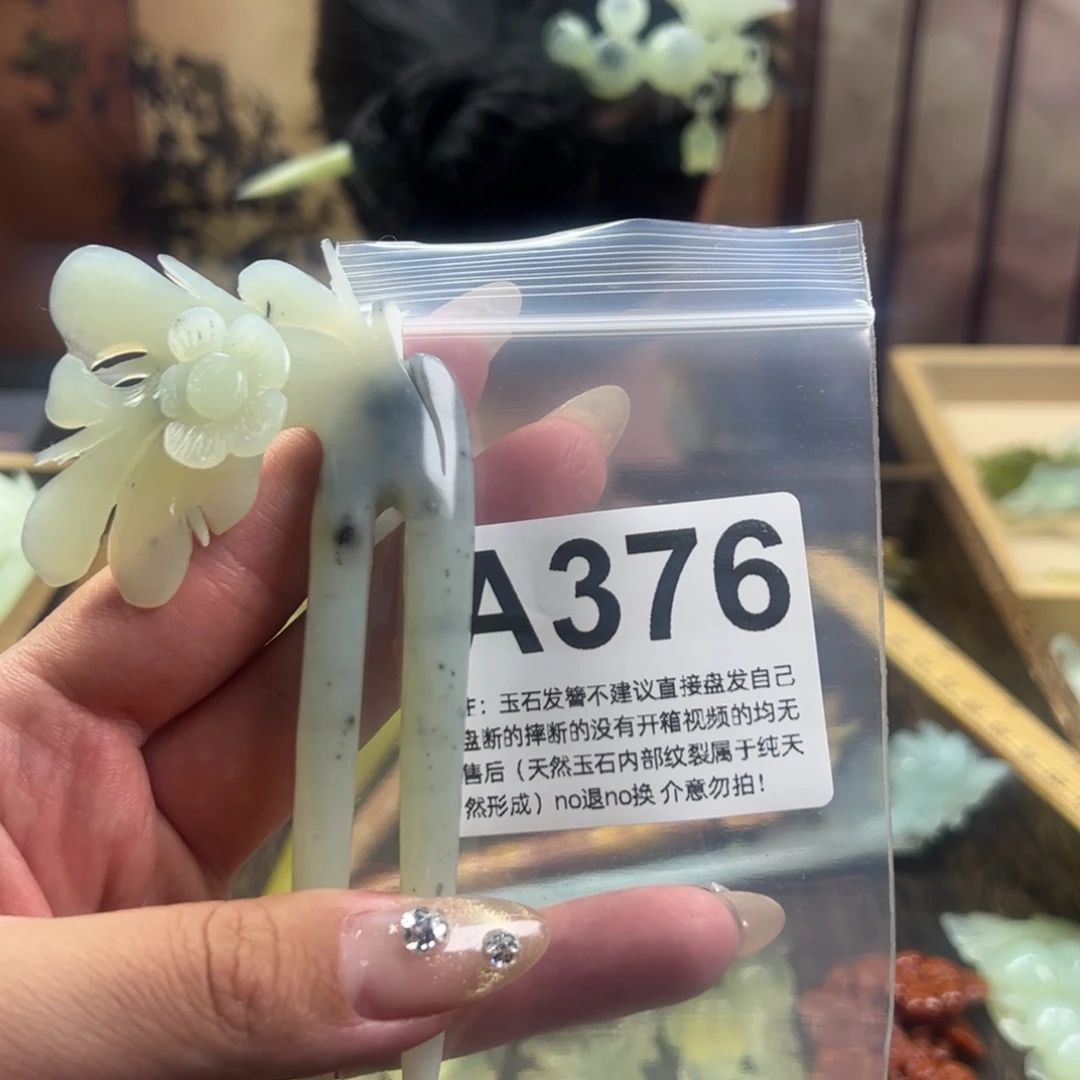 A376
注：玉石发簪不建议直接盘发自己
盘断的摔断的没有开箱视频的均无
售后（天然玉石内部纹裂属于纯天
然形成）no退no换 介意勿拍！